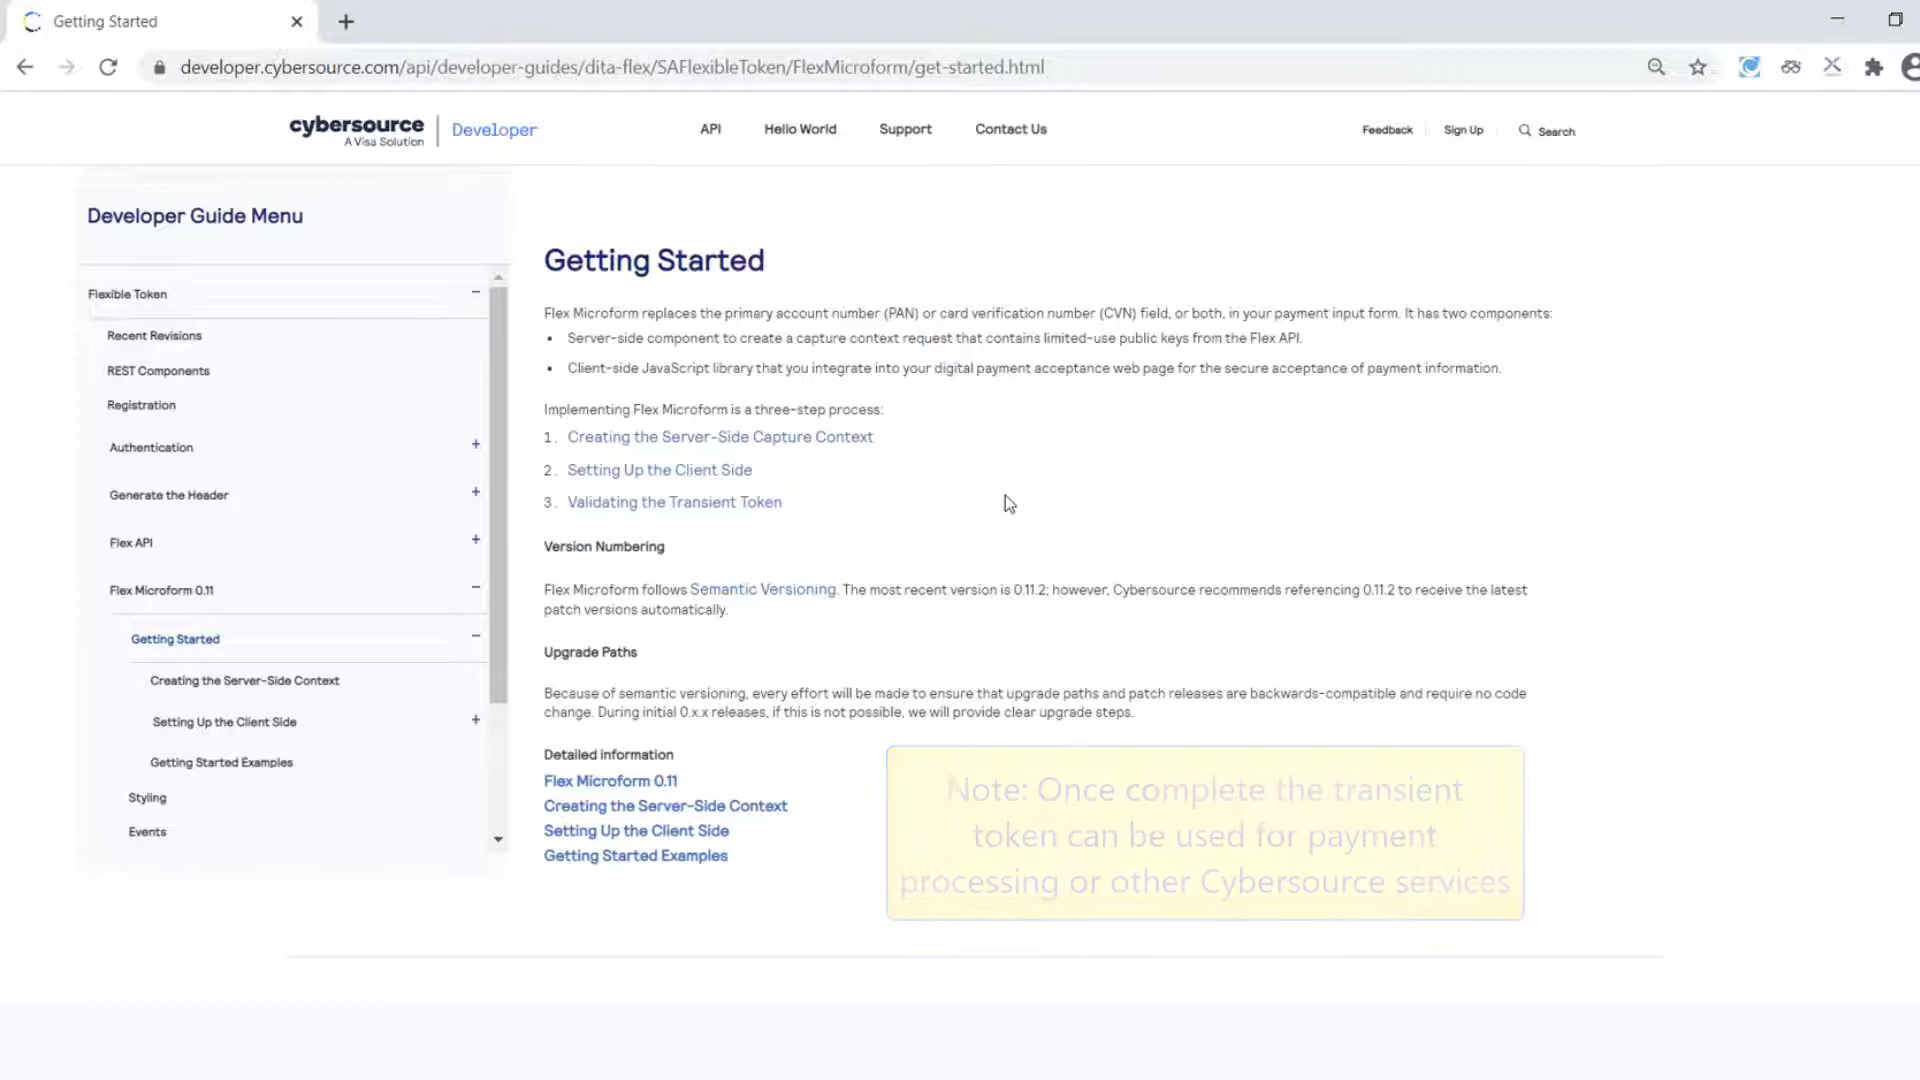 Getting Started
developer.cybersource.com/api/developer-guides/dita-flex/SAFlexibleToken/FlexMicroform/get-started.html
cybersource
A Visa Solution
Developer
API
Hello World
Support
Contact Us
Feedback
Sign Up
Search
Developer Guide Menu
Flexible Token
Recent Revisions
REST Components
Registration
Authentication
Generate the Header
Flex API
Flex Microform 0.11
Getting Started
Creating the Server-Side Context
Setting Up the Client Side
Getting Started Examples
Styling
Events
Getting Started
Flex Microform replaces the primary account number (PAN) or card verification number (CVN) field, or both, in your payment input form. It has two components:
• Server-side component to create a capture context request that contains limited-use public keys from the Flex API.
• Client-side JavaScript library that you integrate into your digital payment acceptance web page for the secure acceptance of payment information.
Implementing Flex Microform is a three-step process:
1. Creating the Server-Side Capture Context
2. Setting Up the Client Side
3. Validating the Transient Token
Version Numbering
Flex Microform follows Semantic Versioning. The most recent version is 0.11.2; however, Cybersource recommends referencing 0.11.2 to receive the latest
patch versions automatically.
Upgrade Paths
Because of semantic versioning, every effort will be made to ensure that upgrade paths and patch releases are backwards-compatible and require no code
change. During initial 0.x.x releases, if this is not possible, we will provide clear upgrade steps.
Detailed information
Flex Microform 0.11
Creating the Server-Side Context
Setting Up the Client Side
Getting Started Examples
Note: Once complete the transient
token can be used for payment
processing or other Cybersource services